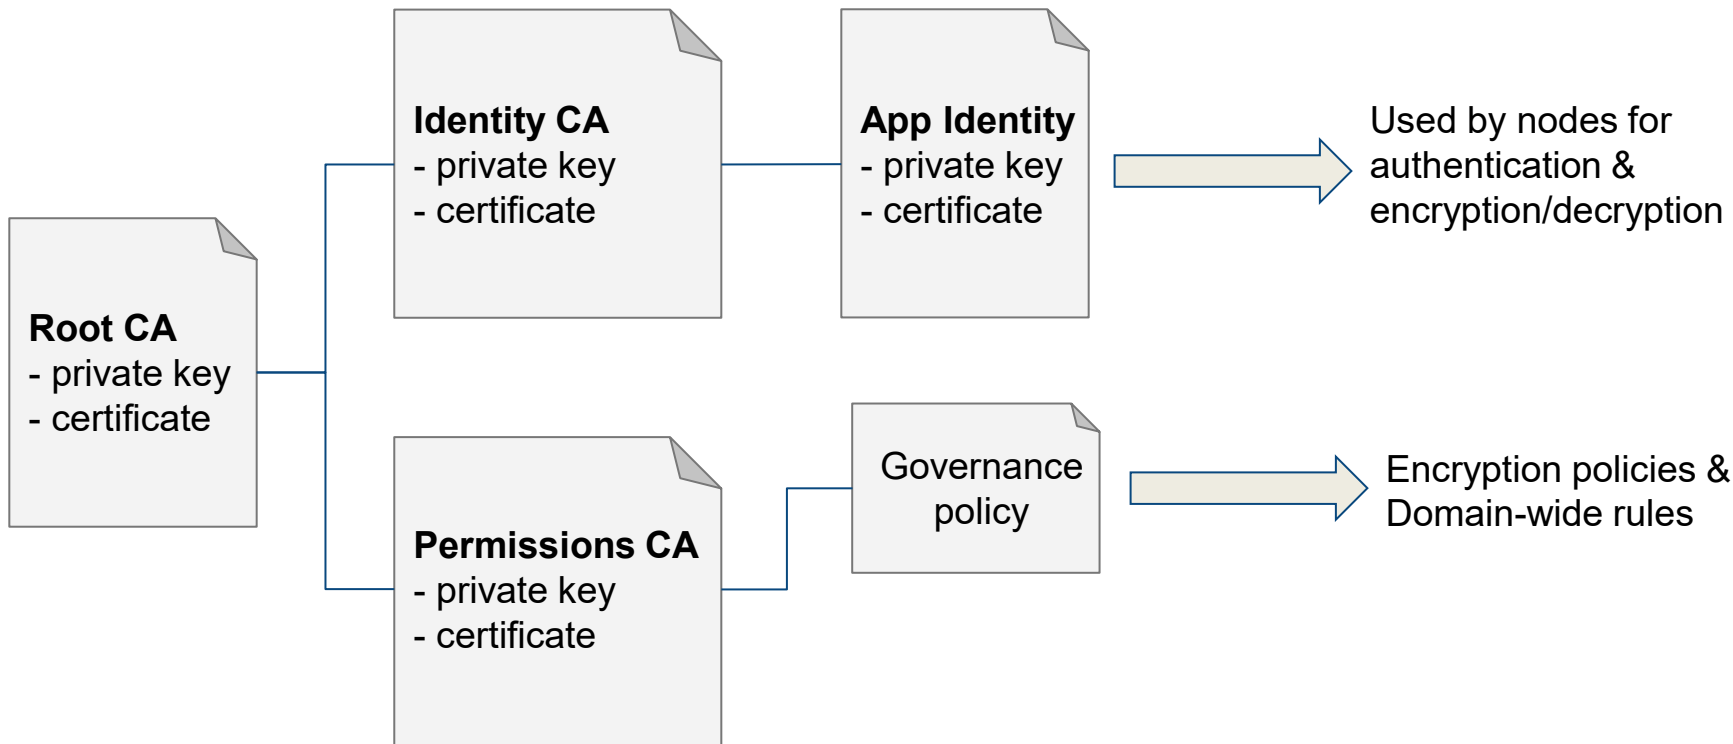 Root CA
- private key
- certificate
Identity CA
- private key
- certificate
App Identity
- private key
- certificate
Used by nodes for
authentication &
encryption/decryption
Permissions CA
- private key
- certificate
Governance
policy
Encryption policies &
Domain-wide rules